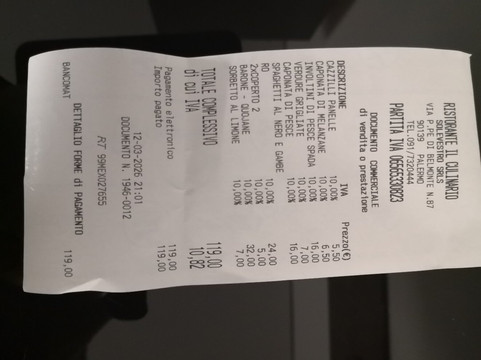 RISTORANTE IL CULINARIO
SOLEVESTRO SRLS
VIA P.PE DI BELMONTE N.87
90139 - PALERMO
TEL.091/7320444
PARTITA IVA 06565330823
DOCUMENTO COMMERCIALE
di vendita o prestazione
DESCRIZIONE IVA Prezzo(€)
CAZZILLI PANELLE 10,00% 5,50
CAPONATA DI MELANZANE 10,00% 6,50
INVOLTINI DI PESCE SPADA 10,00% 16,00
VERDURE GRIGLIATE 10,00% 7,00
CAPONATA DI PESCE 10,00% 16,00
SPAGHETTI AL NERO E GAMBE
RO 10,00% 24,00
2xCOPERTO 2 10,00% 5,00
BARONE - QUOJANE 10,00% 32,00
SORBETTO AL LIMONE 10,00% 7,00
TOTALE COMPLESSIVO 119,00
di cui IVA 10,82
Pagamento elettronico 119,00
Importo pagato 119,00
12-03-2026 21:01
DOCUMENTO N. 1946-0012
RT 99MEX027655
DETTAGLIO FORME di PAGAMENTO
BANCOMAT 119,00